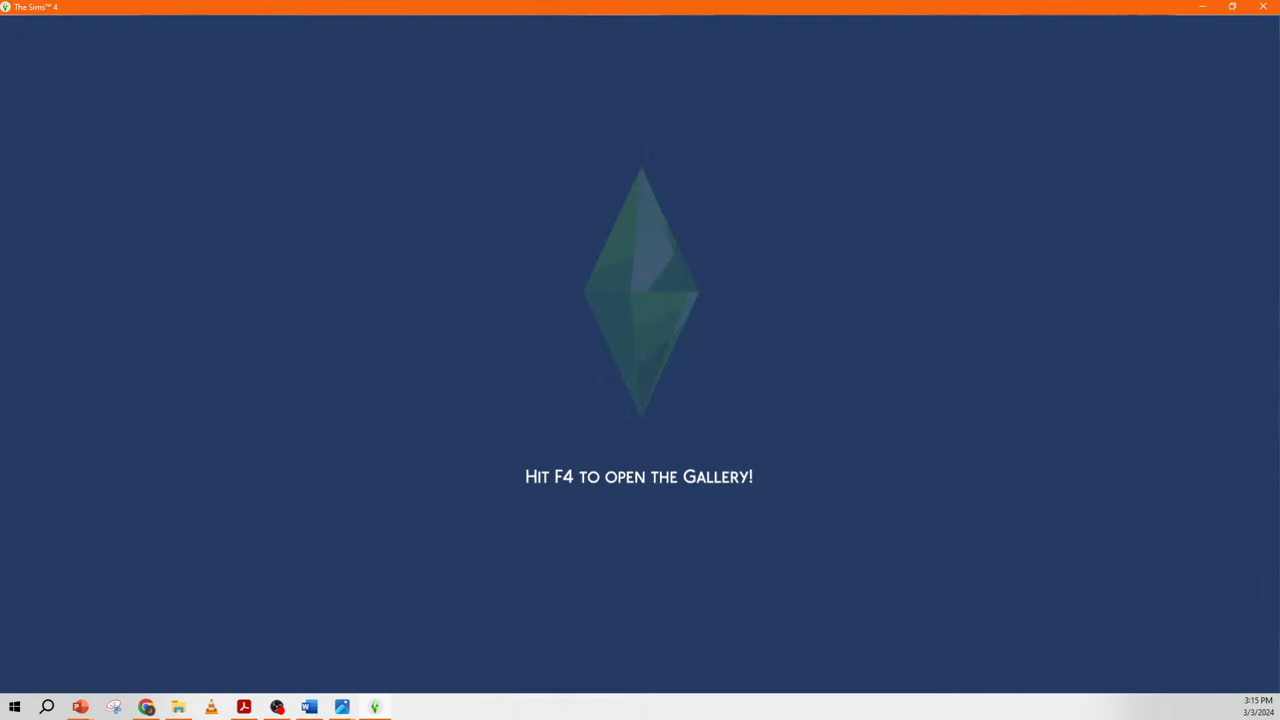 The Sims™ 4
HIT F4 TO OPEN THE GALLERY!
3:15 PM
3/3/2024